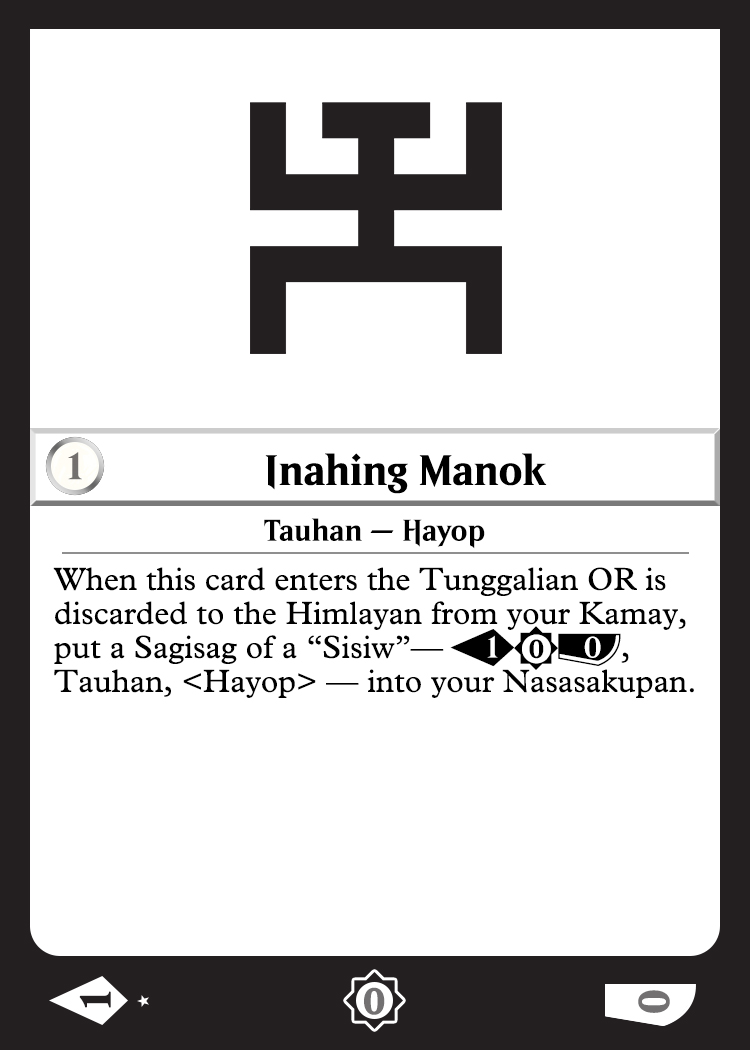 1
Inahing Manok
Tauhan — Hayop
When this card enters the Tunggalian OR is
discarded to the Himlayan from your Kamay,
put a Sagisag of a “Sisiw”— 1 0 0,
Tauhan, <Hayop> — into your Nasasakupan.
1 0 0